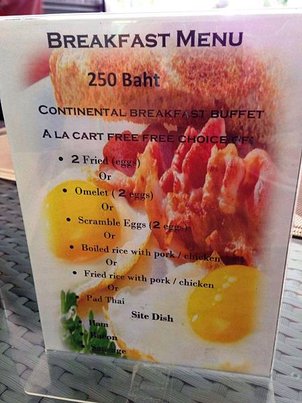 BREAKFAST MENU
250 Baht
CONTINENTAL BREAKFAST BUFFET
A LA CART FREE FREE CHOICE
• 2 Fried (eggs)
Or
• Omelet ( 2 eggs)
Or
• Scramble Eggs (2 eggs)
Or
• Boiled rice with pork / chicken
Or
• Fried rice with pork / chicken
Or
Pad Thai
Site Dish
Ham
Bacon
Sausage